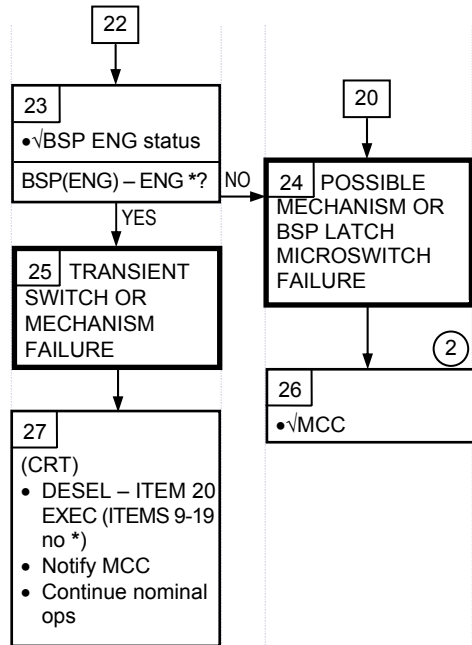 22
23
•√BSP ENG status
BSP(ENG) – ENG *?
NO
YES
20
24 POSSIBLE
MECHANISM OR
BSP LATCH
MICROSWITCH
FAILURE
25 TRANSIENT
SWITCH OR
MECHANISM
FAILURE
2
26
•√MCC
27
(CRT)
• DESEL – ITEM 20
EXEC (ITEMS 9-19
no *)
• Notify MCC
• Continue nominal
ops